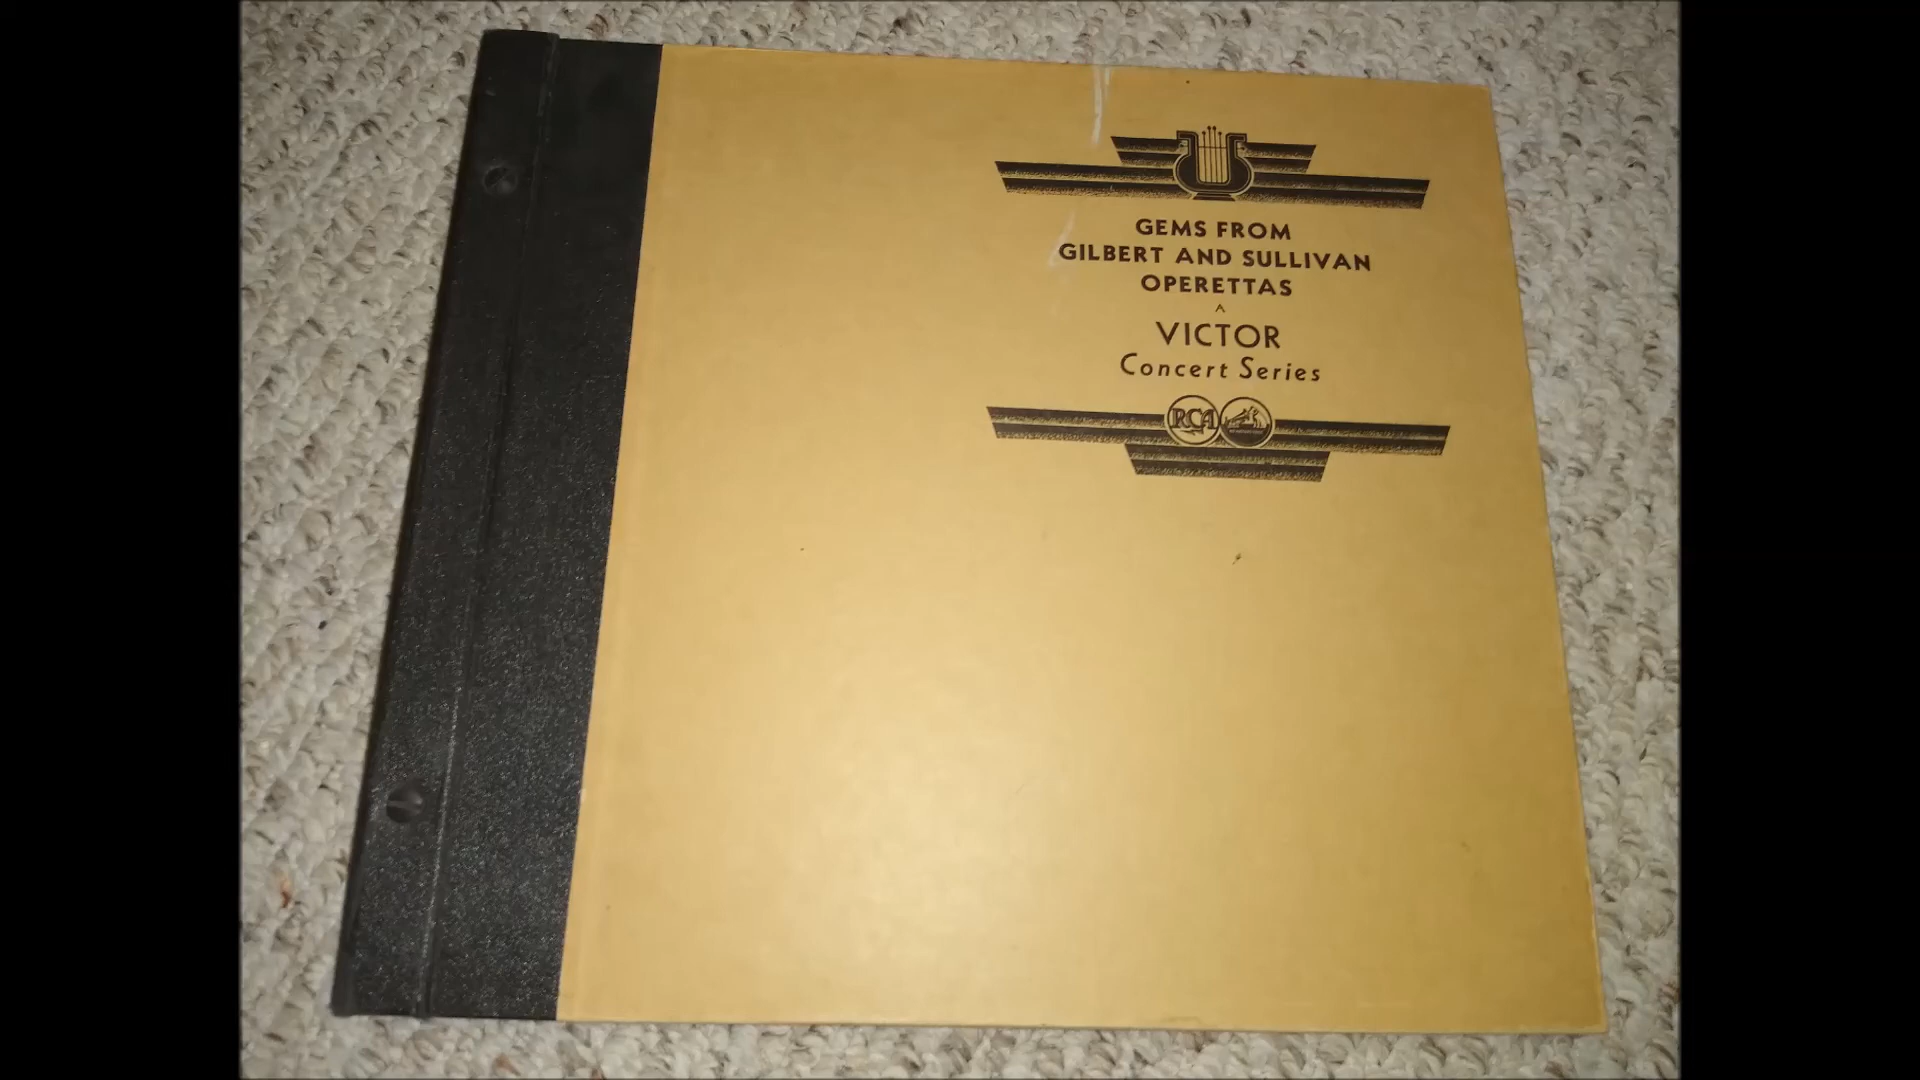 GEMS FROM
GILBERT AND SULLIVAN
OPERETTAS
VICTOR
Concert Series
RCA